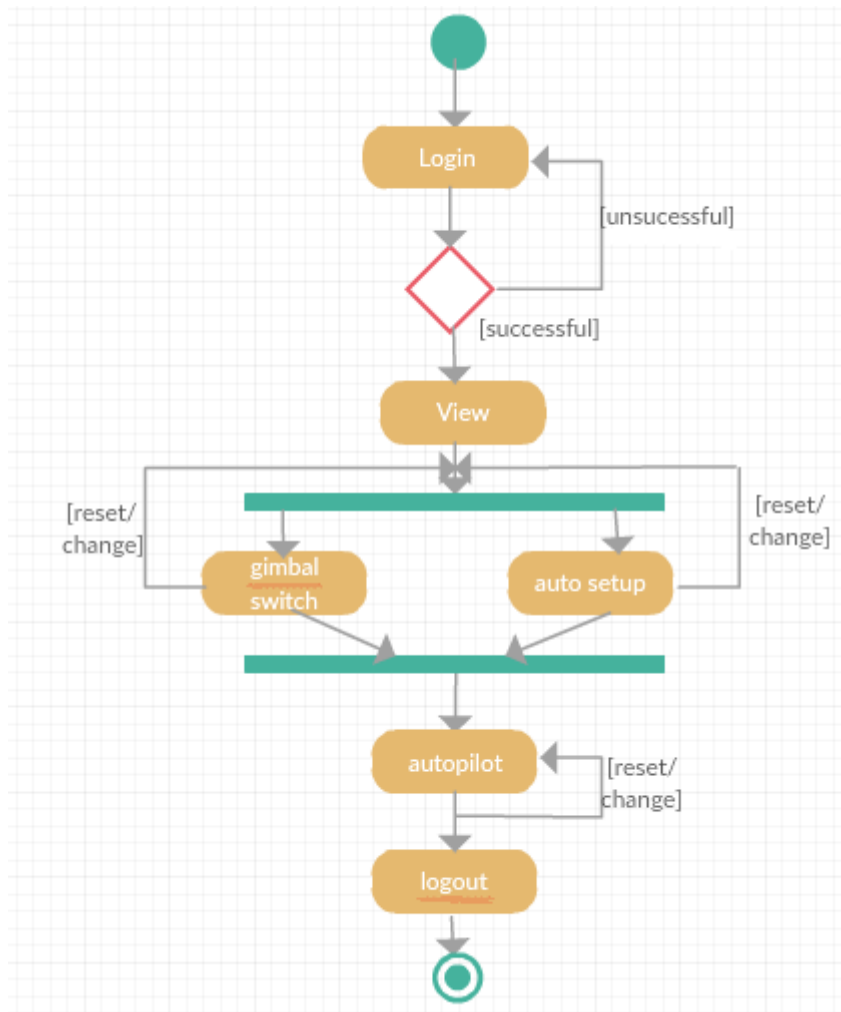 Login
[unsucessful]
[successful]
View
[reset/
change]
[reset/
change]
gimbal
switch
auto setup
autopilot
[reset/
change]
logout